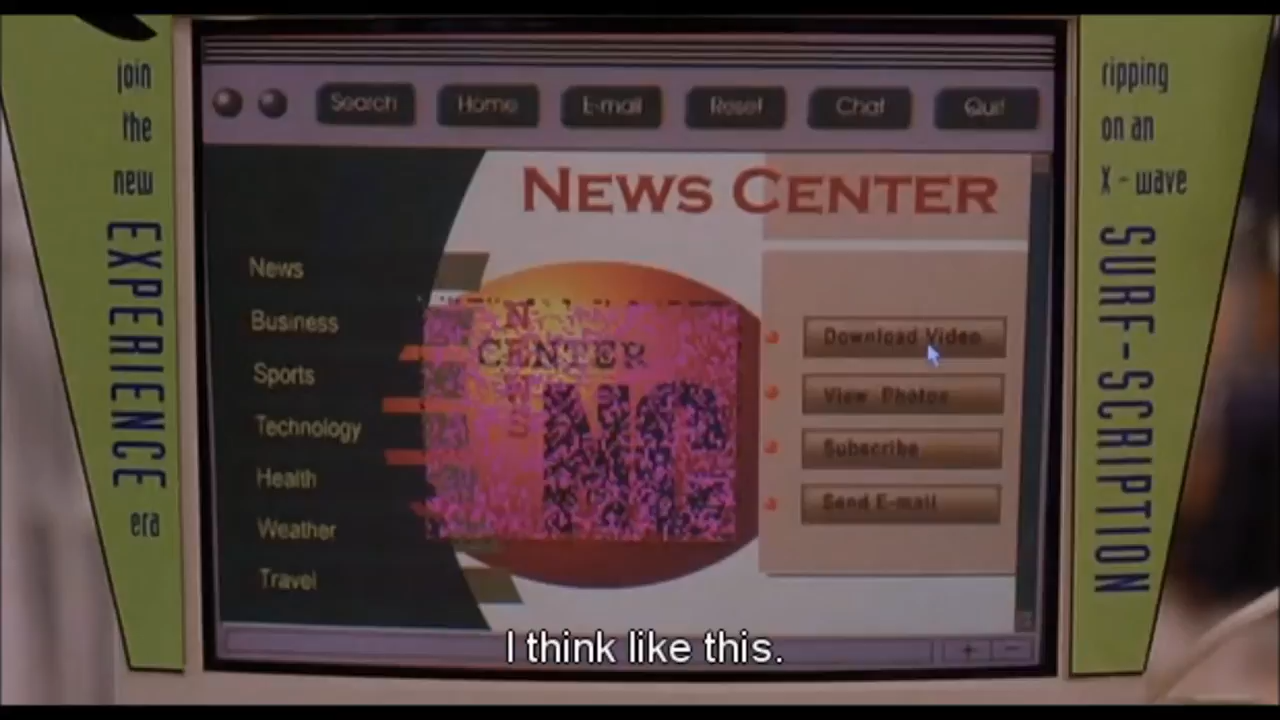 join
the
new
EXPERIENCE
era
Search Home E-mail Reset Chat Quit
NEWS CENTER
News
Business
Sports
Technology
Health
Weather
Travel
CENTER
Download Video
View Photos
Subscribe
Send E-mail
ripping
on an
X-wave
SURF-SCRIPTION
I think like this.